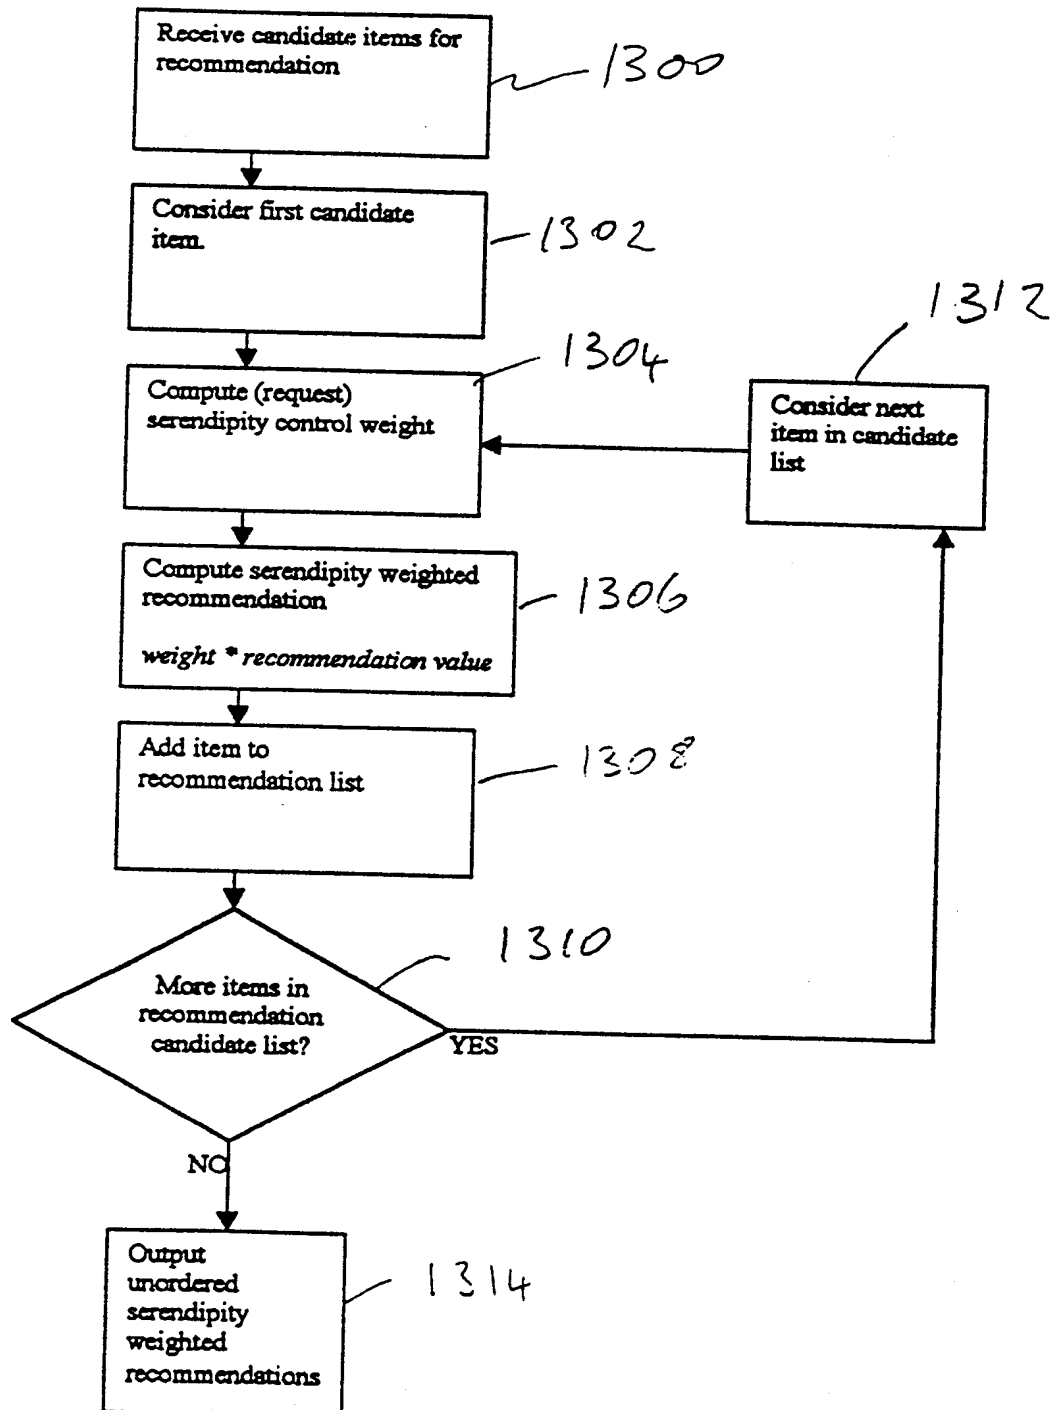 Receive candidate items for
recommendation
1300
Consider first candidate
item.
1302
1312
1304
Compute (request)
serendipity control weight
Consider next
item in candidate
list
Compute serendipity weighted
recommendation
weight * recommendation value
1306
Add item to
recommendation list
1308
1310
More items in
recommendation
candidate list?
YES
NO
Output
unordered
serendipity
weighted
recommendations
1314